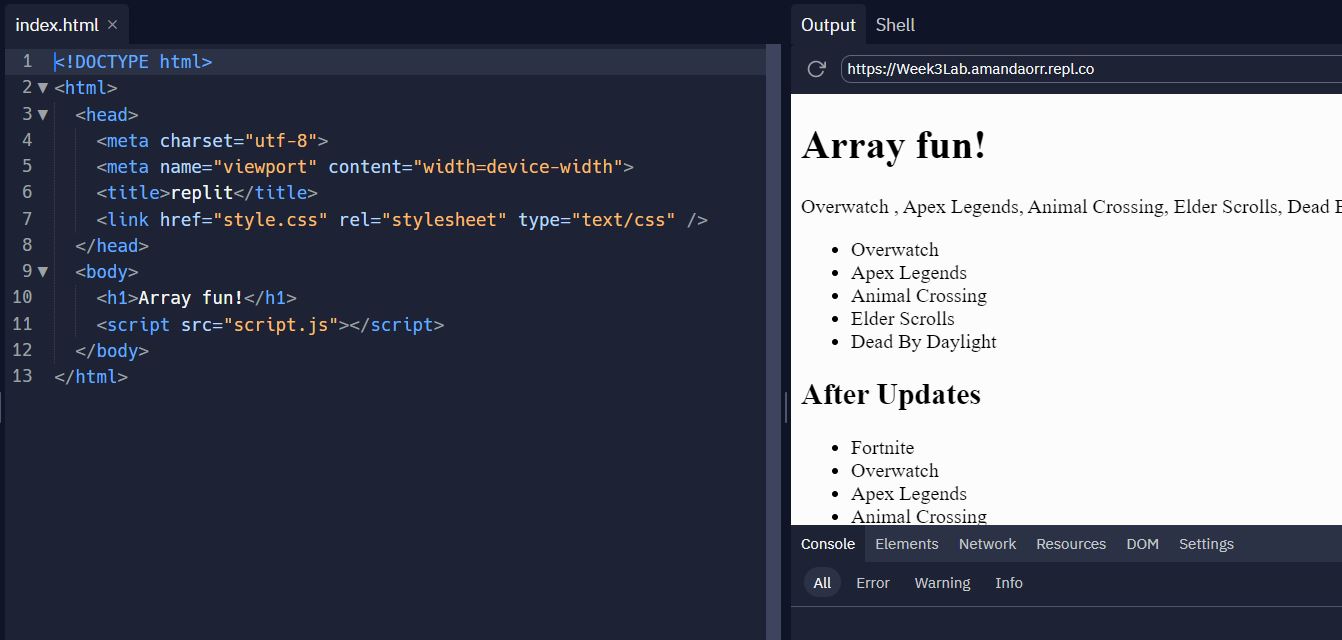 index.html ×
1 <!DOCTYPE html>
2 <html>
3 <head>
4 <meta charset="utf-8">
5 <meta name="viewport" content="width=device-width">
6 <title>replit</title>
7 <link href="style.css" rel="stylesheet" type="text/css" />
8 </head>
9 <body>
10 <h1>Array fun!</h1>
11 <script src="script.js"></script>
12 </body>
13 </html>
Output Shell
https://Week3Lab.amandaorr.repl.co
Array fun!
Overwatch , Apex Legends, Animal Crossing, Elder Scrolls, Dead
• Overwatch
• Apex Legends
• Animal Crossing
• Elder Scrolls
• Dead By Daylight
After Updates
• Fortnite
• Overwatch
• Apex Legends
• Animal Crossing
Console Elements Network Resources DOM Settings
All Error Warning Info